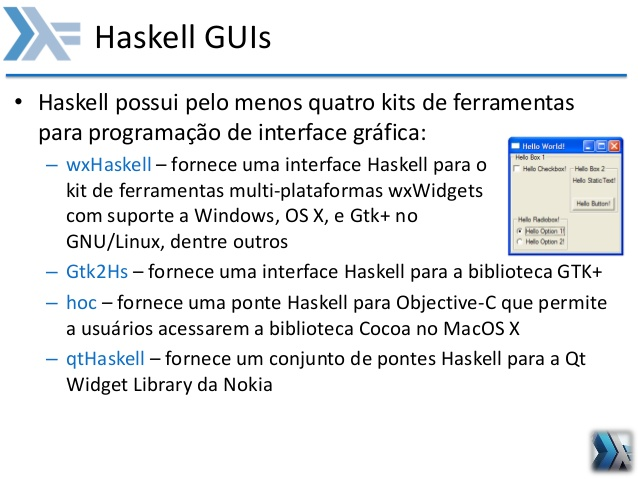 Haskell GUIs
• Haskell possui pelo menos quatro kits de ferramentas
para programação de interface gráfica:
– wxHaskell – fornece uma interface Haskell para o
kit de ferramentas multi-plataformas wxWidgets
com suporte a Windows, OS X, e Gtk+ no
GNU/Linux, dentre outros
Hello World!
Hello Box 1
Hello Checkbox!
Hello Box 2
Hello StaticText!
Hello Button!
Hello Radiobox!
Hello Option 1!
Hello Option 2!
– Gtk2Hs – fornece uma interface Haskell para a biblioteca GTK+
– hoc – fornece uma ponte Haskell para Objective-C que permite
a usuários acessarem a biblioteca Cocoa no MacOS X
– qtHaskell – fornece um conjunto de pontes Haskell para a Qt
Widget Library da Nokia